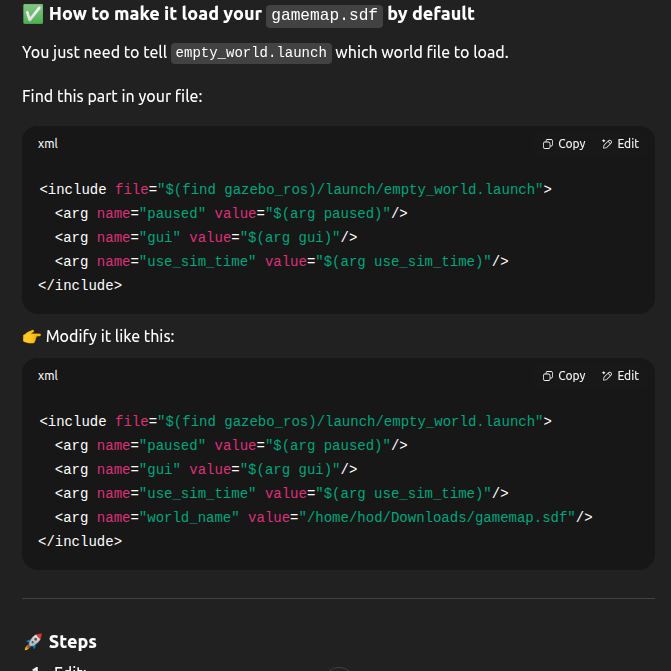 ✅ How to make it load your gamemap.sdf by default
You just need to tell empty_world.launch which world file to load.
Find this part in your file:
xml Copy Edit
<include file="$(find gazebo_ros)/launch/empty_world.launch">
  <arg name="paused" value="$(arg paused)"/>
  <arg name="gui" value="$(arg gui)"/>
  <arg name="use_sim_time" value="$(arg use_sim_time)"/>
</include>
👉 Modify it like this:
xml Copy Edit
<include file="$(find gazebo_ros)/launch/empty_world.launch">
  <arg name="paused" value="$(arg paused)"/>
  <arg name="gui" value="$(arg gui)"/>
  <arg name="use_sim_time" value="$(arg use_sim_time)"/>
  <arg name="world_name" value="/home/hod/Downloads/gamemap.sdf"/>
</include>
🚀 Steps
1. Edit: